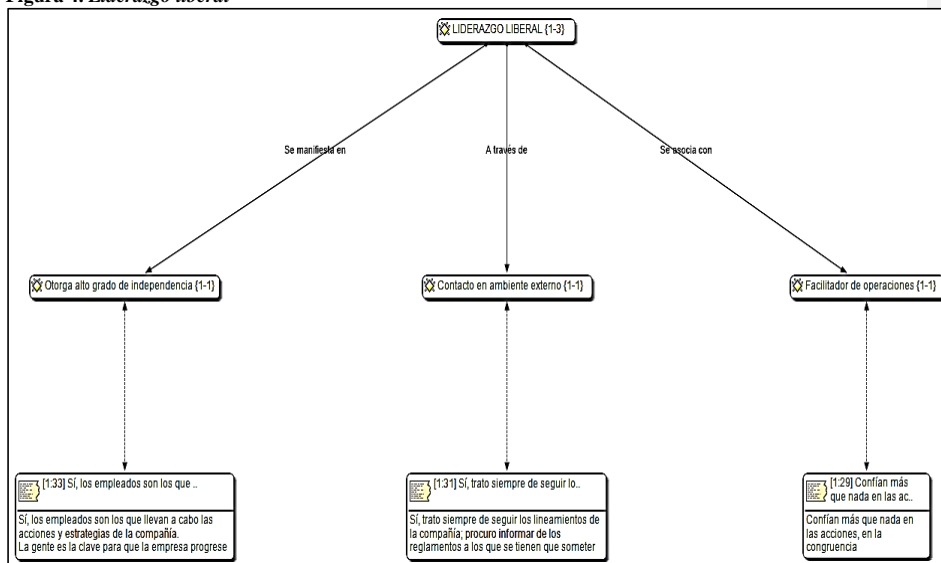 Figura 4. Liderazgo liberal
LIDERAZGO LIBERAL {1-3}
Se manifiesta en
A través de
Se asocia con
Otorga alto grado de independencia {1-1}
Contacto en ambiente externo {1-1}
Facilitador de operaciones {1-1}
[1:33] Sí, los empleados son los que ..
Sí, los empleados son los que llevan a cabo las
acciones y estrategias de la compañía.
La gente es la clave para que la empresa progrese
[1:31] Sí, trato siempre de seguir lo..
Sí, trato siempre de seguir los lineamientos de
la compañía; procuro informar de los
reglamentos a los que se tienen que someter
[1:29] Confían más
que nada en las ac..
Confían más que nada en
las acciones, en la
congruencia